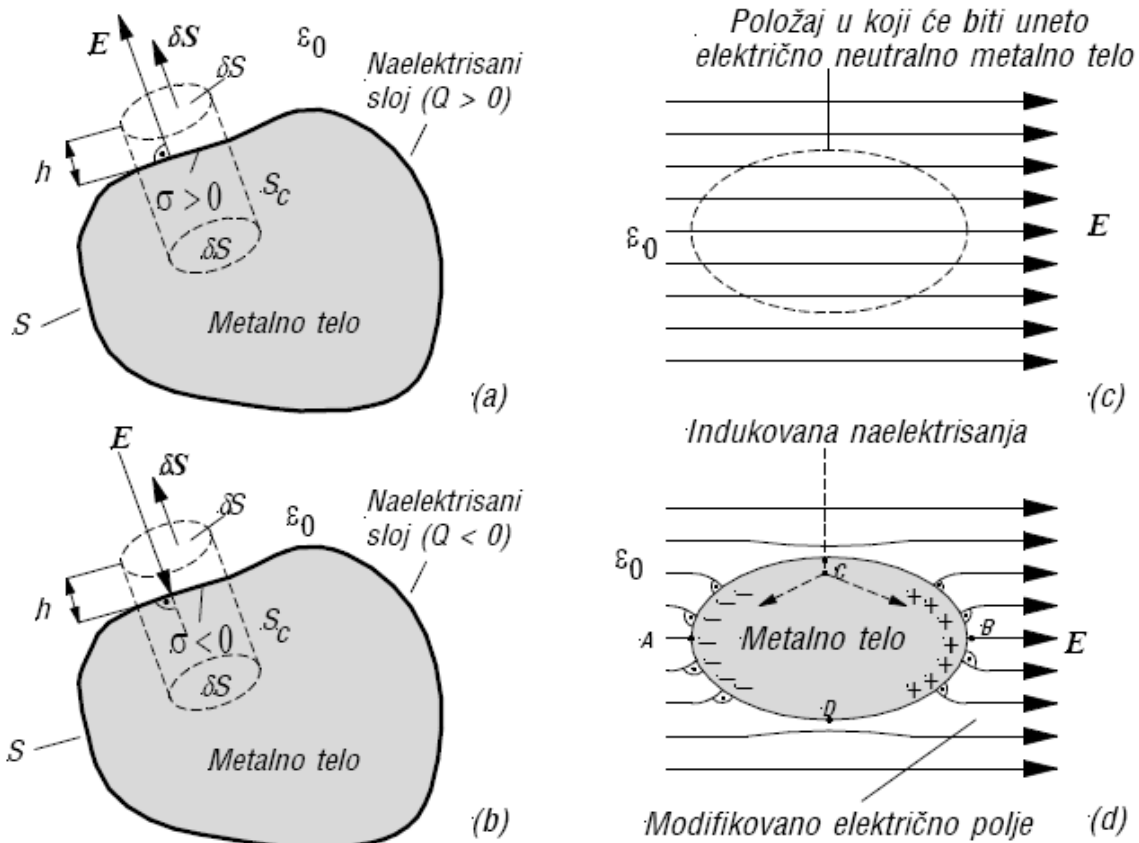 E
δS
δS
ε0
Naelektrisani
sloj (Q > 0)
h
σ>0
Sc
δS
S
Metalno telo
(a)
E
δS
δS
ε0
Naelektrisani
sloj (Q < 0)
h
σ<0
Sc
δS
S
Metalno telo
(b)
Položaj u koji će biti uneto
električno neutralno metalno telo
ε0
E
(c)
Indukovana naelektrisanja
ε0
C
A
Metalno telo
B
E
D
Modifikovano električno polje
(d)